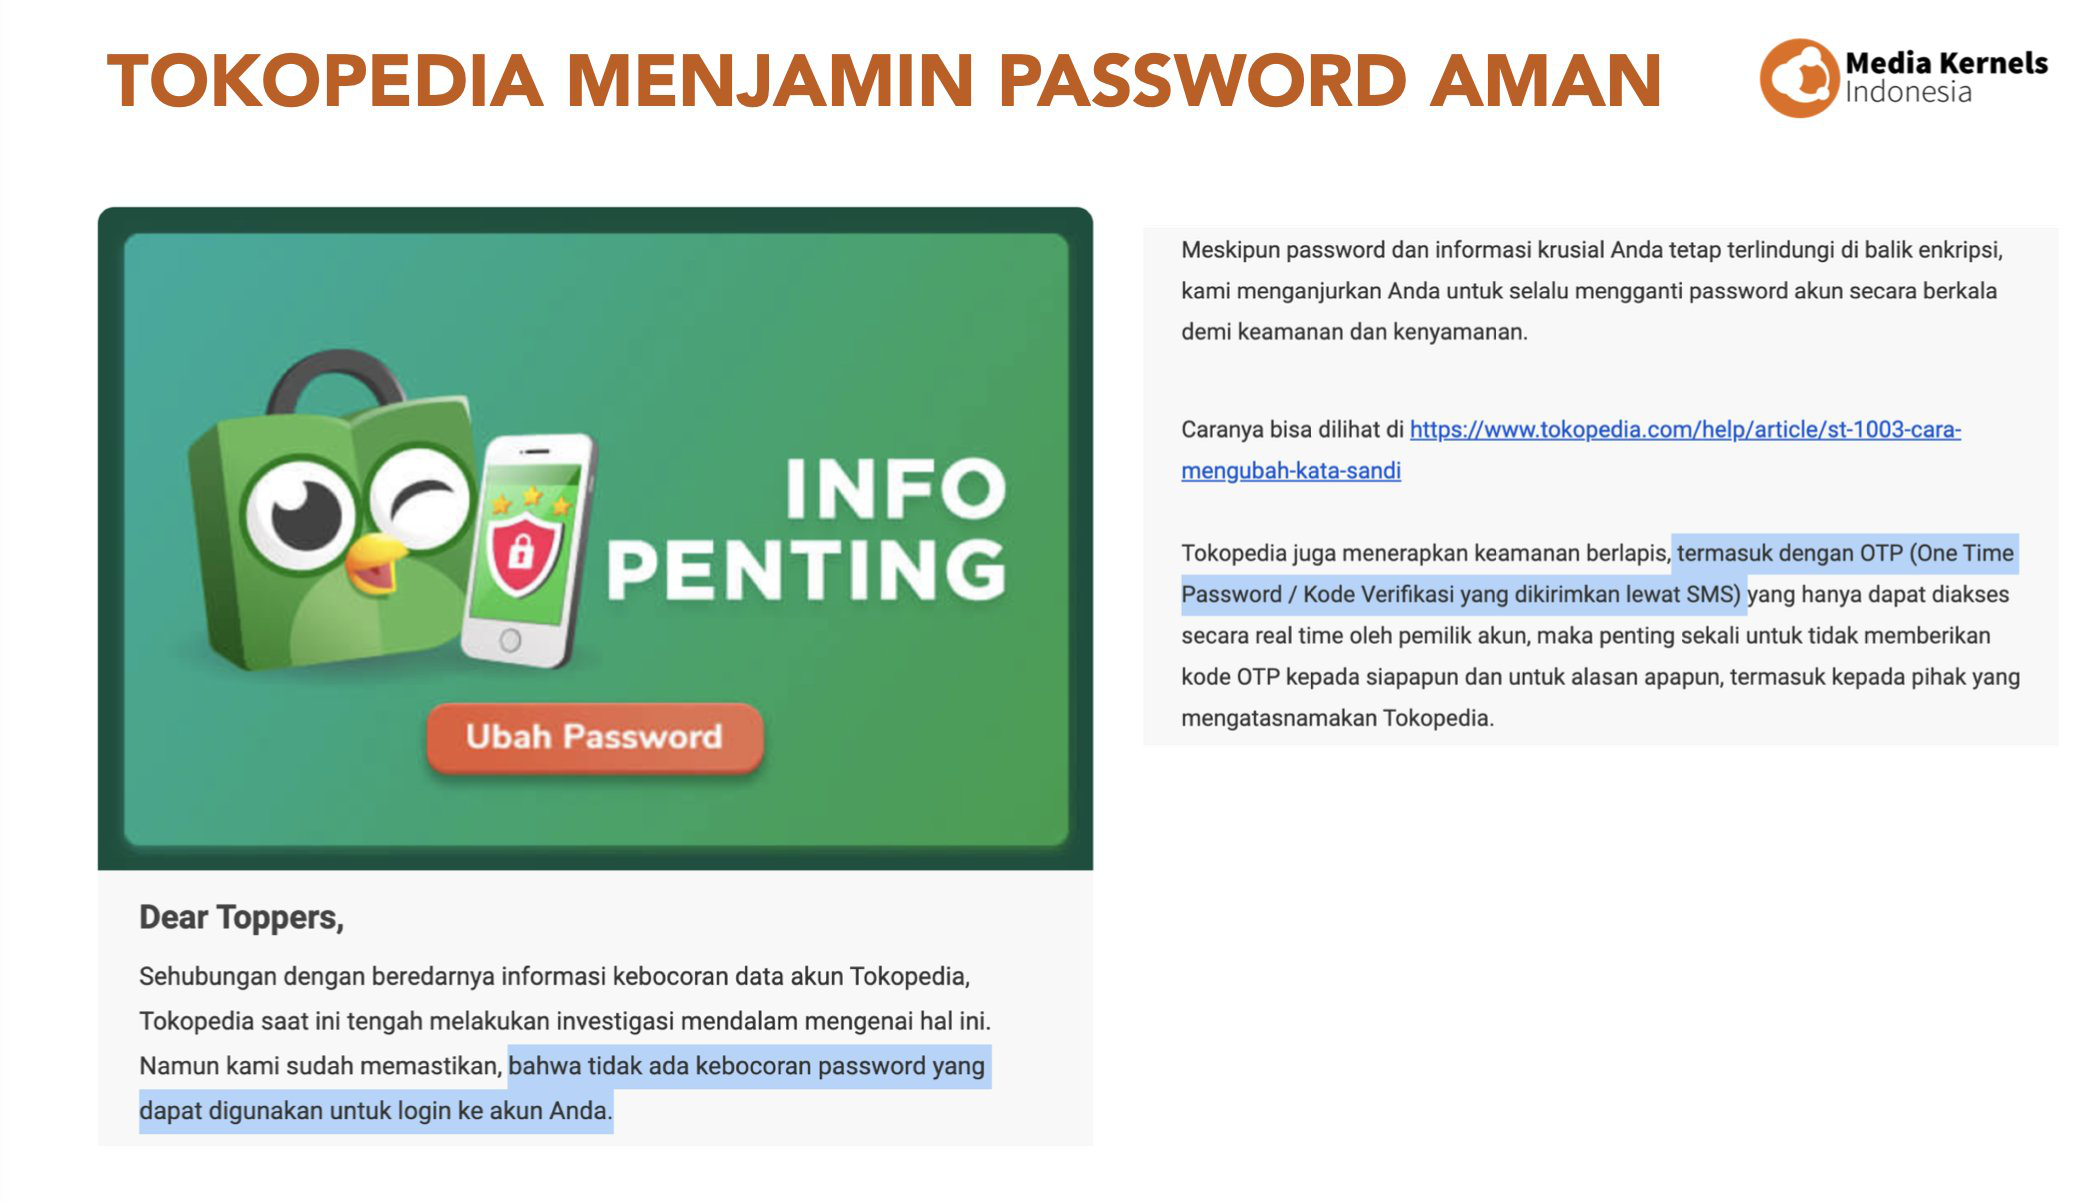 TOKOPEDIA MENJAMIN PASSWORD AMAN
Media Kernels
Indonesia
INFO
PENTING
Ubah Password
Dear Toppers,
Sehubungan dengan beredarnya informasi kebocoran data akun Tokopedia,
Tokopedia saat ini tengah melakukan investigasi mendalam mengenai hal ini.
Namun kami sudah memastikan, bahwa tidak ada kebocoran password yang
dapat digunakan untuk login ke akun Anda.
Meskipun password dan informasi krusial Anda tetap terlindungi di balik enkripsi,
kami menganjurkan Anda untuk selalu mengganti password akun secara berkala
demi keamanan dan kenyamanan.
Caranya bisa dilihat di https://www.tokopedia.com/help/article/st-1003-cara-
mengubah-kata-sandi
Tokopedia juga menerapkan keamanan berlapis, termasuk dengan OTP (One Time
Password / Kode Verifikasi yang dikirimkan lewat SMS) yang hanya dapat diakses
secara real time oleh pemilik akun, maka penting sekali untuk tidak memberikan
kode OTP kepada siapapun dan untuk alasan apapun, termasuk kepada pihak yang
mengatasnamakan Tokopedia.